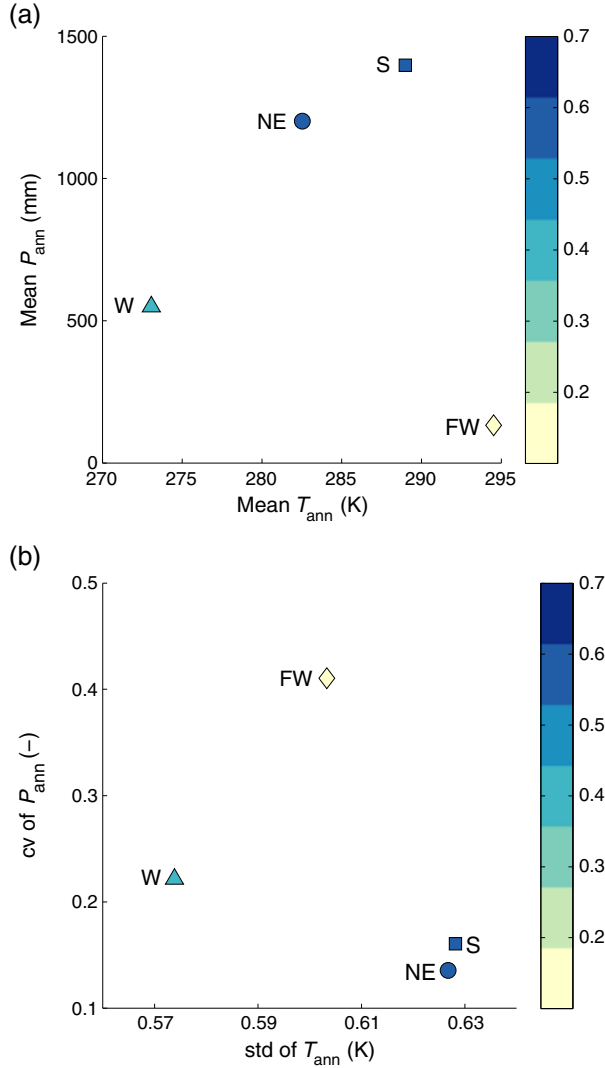 (a)
1500
1000
500
0
Mean P_ann (mm)
S
NE
W
FW
270 275 280 285 290 295
Mean T_ann (K)
0.7
0.6
0.5
0.4
0.3
0.2
(b)
0.5
0.4
0.3
0.2
0.1
cv of P_ann (–)
FW
W
S
NE
0.57 0.59 0.61 0.63
std of T_ann (K)
0.7
0.6
0.5
0.4
0.3
0.2